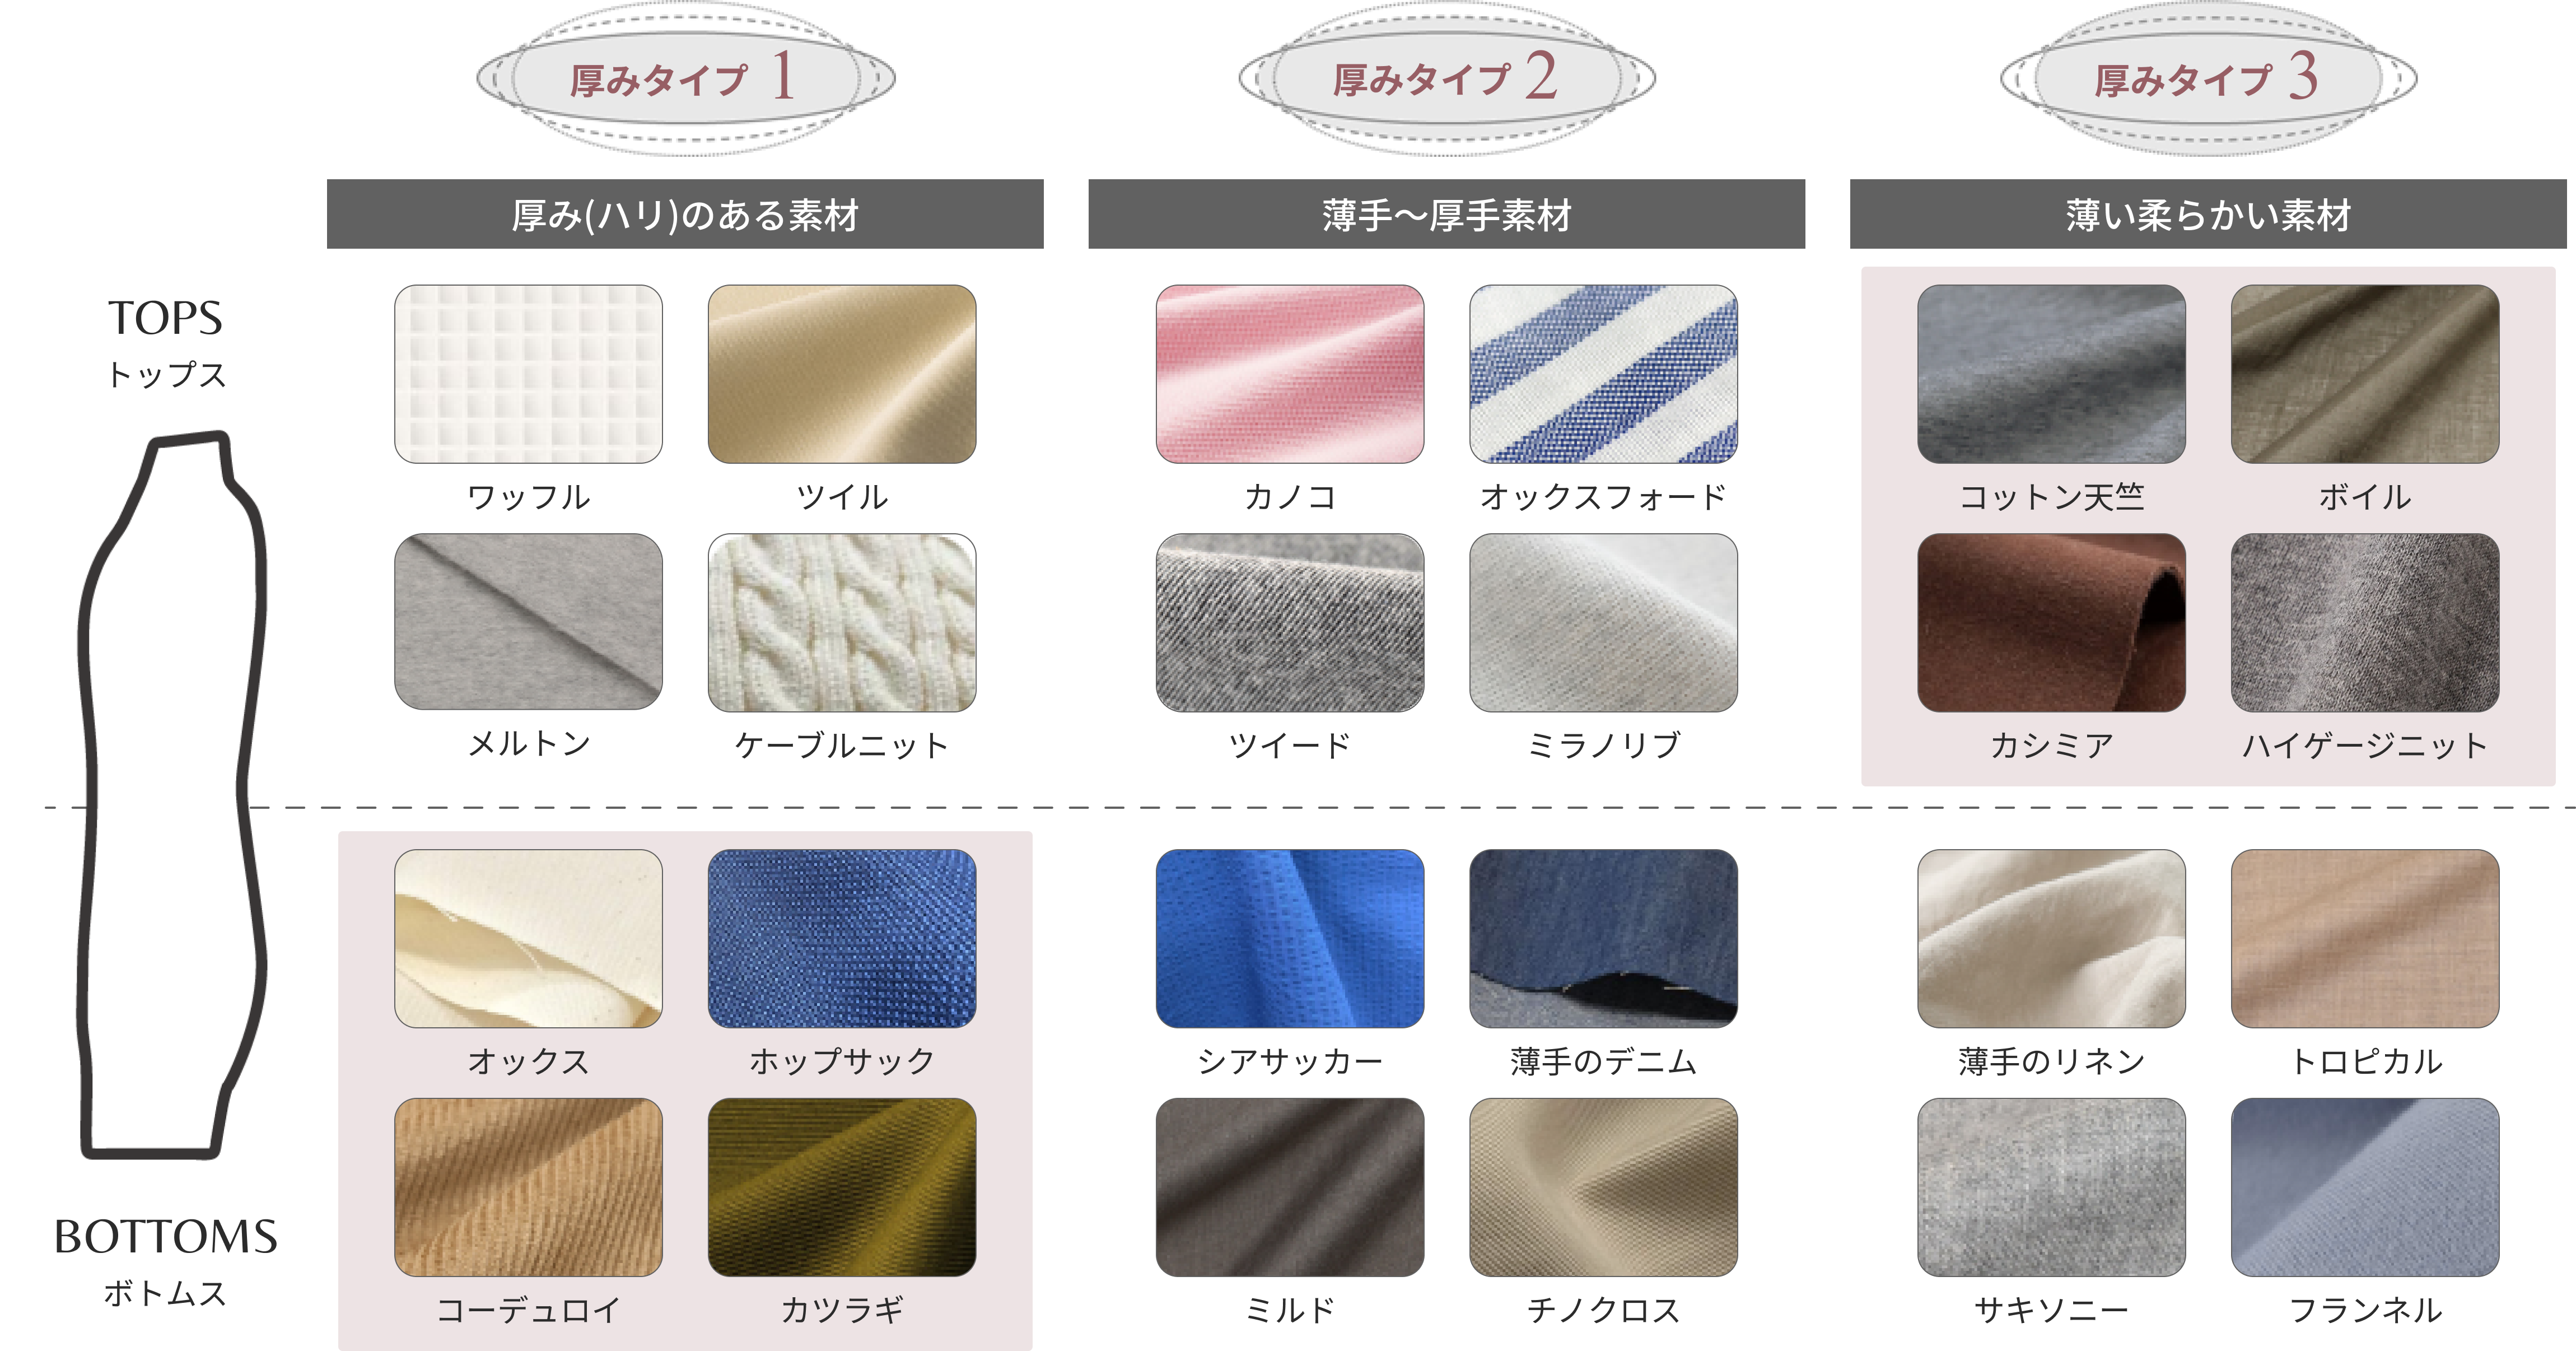 厚みタイプ 1
厚みタイプ 2
厚みタイプ 3
厚み(ハリ)のある素材
薄手～厚手素材
薄い柔らかい素材
TOPS
トップス
ワッフル
ツイル
カノコ
オックスフォード
コットン天竺
ボイル
メルトン
ケーブルニット
ツイード
ミラノリブ
カシミア
ハイゲージニット
オックス
ホップサック
シアサッカー
薄手のデニム
薄手のリネン
トロピカル
BOTTOMS
ボトムス
コーデュロイ
カツラギ
ミルド
チノクロス
サキソニー
フランネル